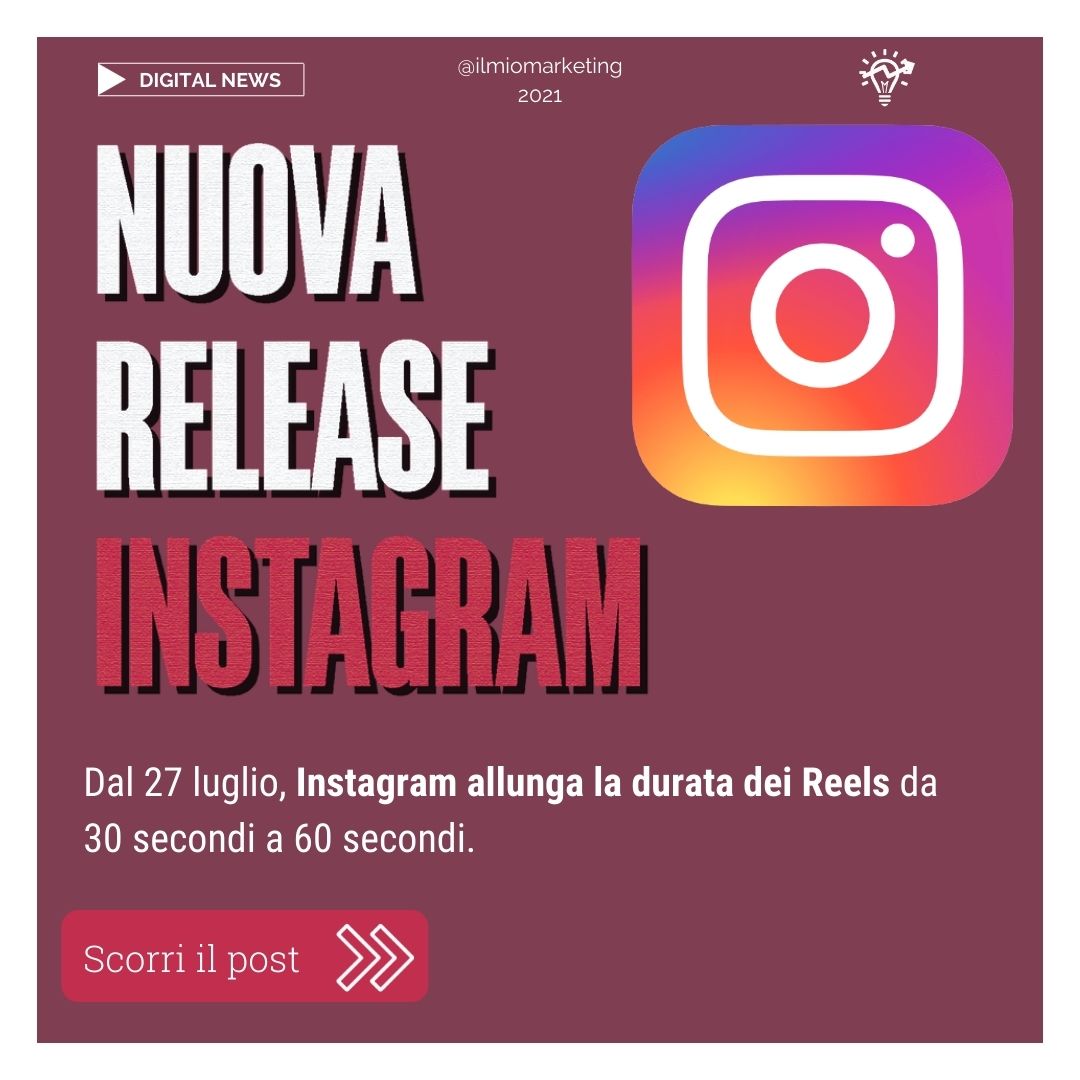 DIGITAL NEWS
@ilmiomarketing
2021
NUOVA
RELEASE
INSTAGRAM
Dal 27 luglio, Instagram allunga la durata dei Reels da
30 secondi a 60 secondi.
Scorri il post